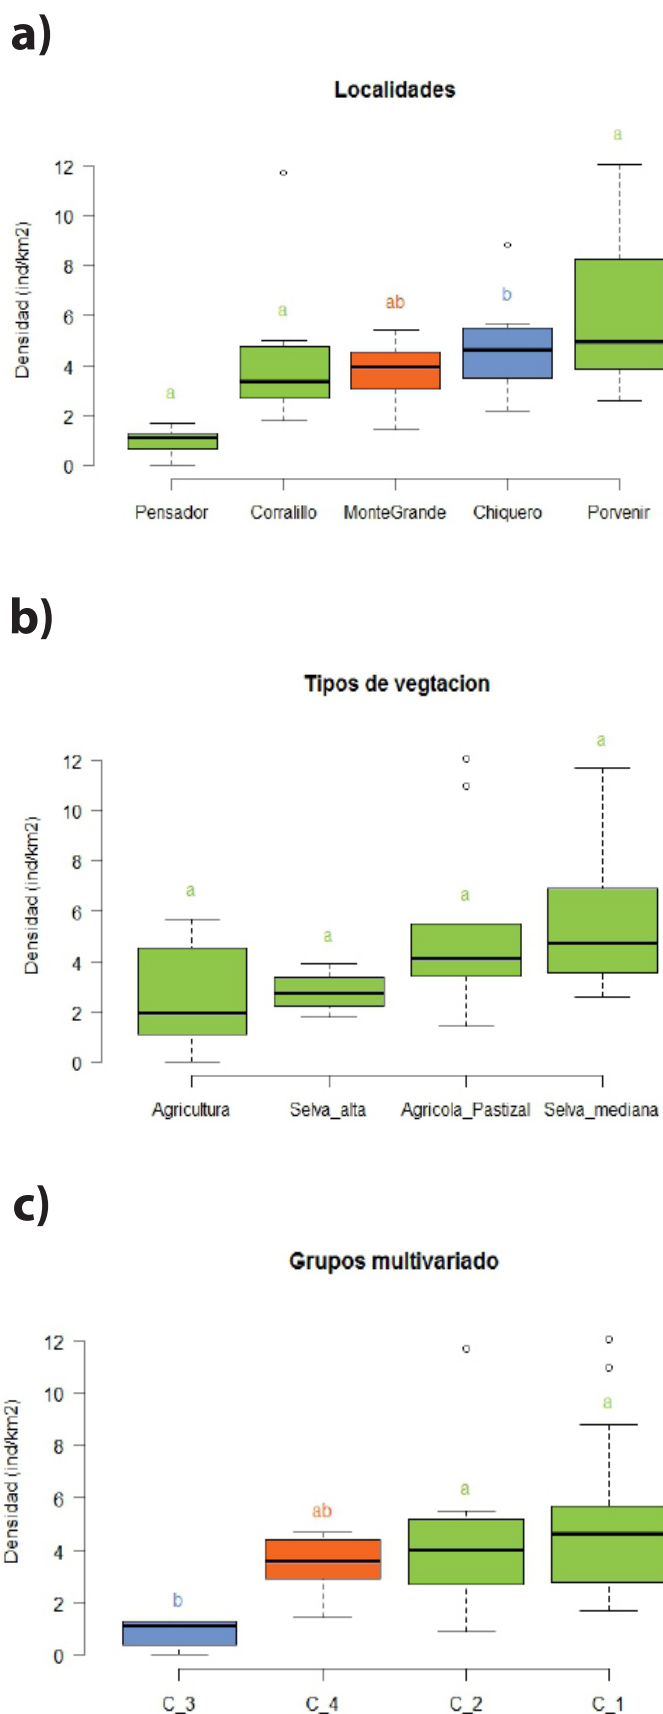 a)
Localidades
a
12
10
8
6
4
2
0
Densidad (ind/km2)
a
ab
b
a
Pensador Corralillo MonteGrande Chiquero Porvenir
b)
Tipos de vegtacion
a
12
10
8
6
4
2
0
Densidad (ind/km2)
a
a
a
Agricultura Selva_alta Agricola_Pastizal Selva_mediana
c)
Grupos multivariado
12
10
8
6
4
2
0
Densidad (ind/km2)
a
a
ab
b
C_3 C_4 C_2 C_1